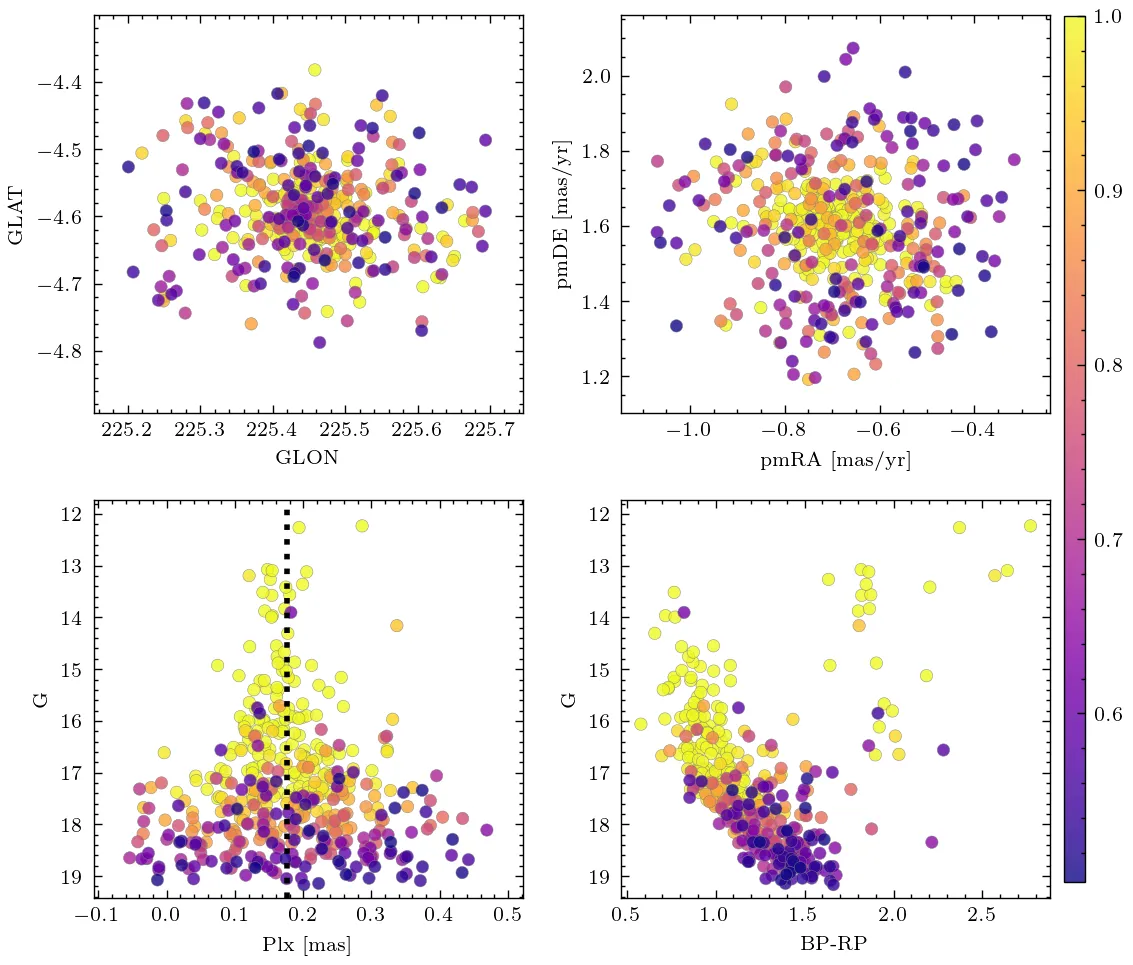 −4.4
−4.5
−4.6
−4.7
−4.8
GLAT
225.2 225.3 225.4 225.5 225.6 225.7
GLON
2.0
1.8
1.6
1.4
1.2
pmDE [mas/yr]
−1.0 −0.8 −0.6 −0.4
pmRA [mas/yr]
1.0
0.9
0.8
0.7
0.6
12
13
14
15
16
17
18
19
G
−0.1 0.0 0.1 0.2 0.3 0.4 0.5
Plx [mas]
12
13
14
15
16
17
18
19
G
0.5 1.0 1.5 2.0 2.5
BP-RP